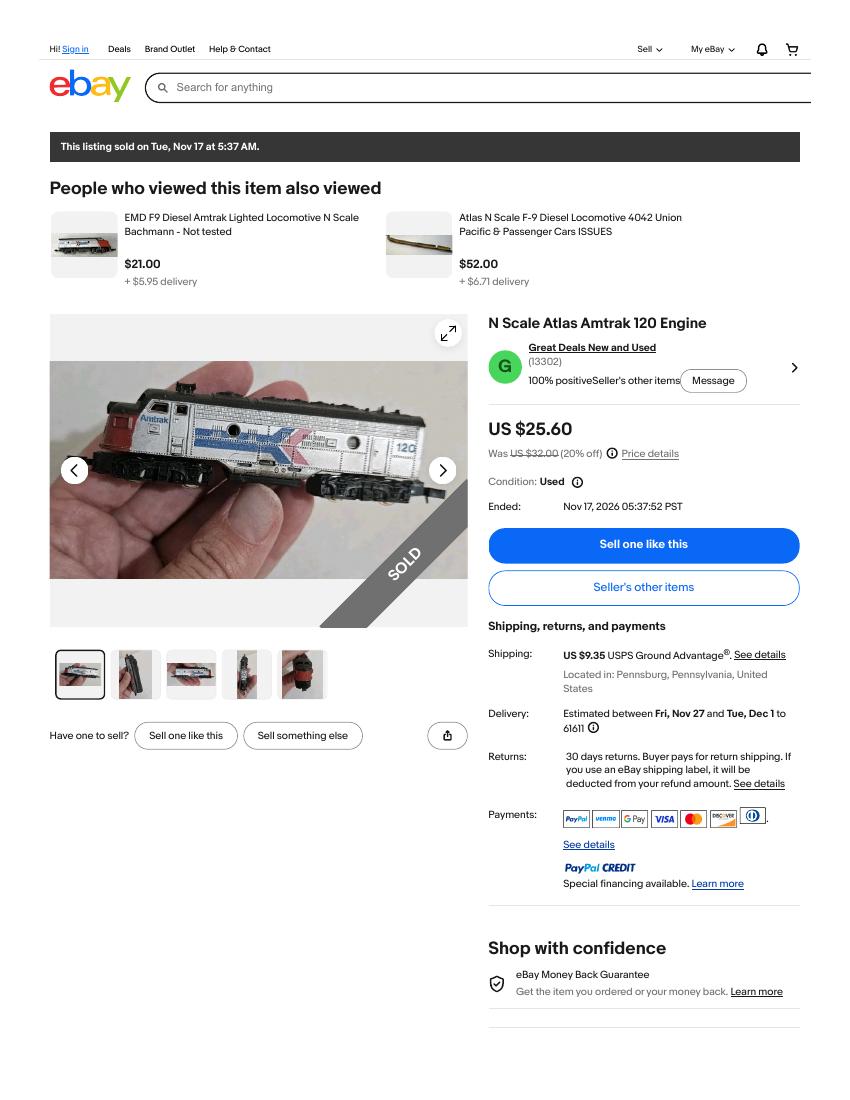 Hi! Sign in Deals Brand Outlet Help & Contact Sell My eBay
ebay
Search for anything
This listing sold on Tue, Nov 17 at 5:37 AM.
People who viewed this item also viewed
EMD F9 Diesel Amtrak Lighted Locomotive N Scale
Bachmann - Not tested
$21.00
+ $5.95 delivery
Atlas N Scale F-9 Diesel Locomotive 4042 Union
Pacific & Passenger Cars ISSUES
$52.00
+ $6.71 delivery
Amtrak
120
SOLD
Have one to sell? Sell one like this Sell something else
N Scale Atlas Amtrak 120 Engine
G
Great Deals New and Used
(13302)
100% positiveSeller's other items Message
US $25.60
Was US $32.00 (20% off) Price details
Condition: Used
Ended: Nov 17, 2026 05:37:52 PST
Sell one like this
Seller's other items
Shipping, returns, and payments
Shipping: US $9.35 USPS Ground Advantage®. See details
Located in: Pennsburg, Pennsylvania, United
States
Delivery: Estimated between Fri, Nov 27 and Tue, Dec 1 to
61611
Returns: 30 days returns. Buyer pays for return shipping. If
you use an eBay shipping label, it will be
deducted from your refund amount. See details
Payments: PayPal venmo G Pay VISA DISCOVER .
See details
PayPal CREDIT
Special financing available. Learn more
Shop with confidence
eBay Money Back Guarantee
Get the item you ordered or your money back. Learn more